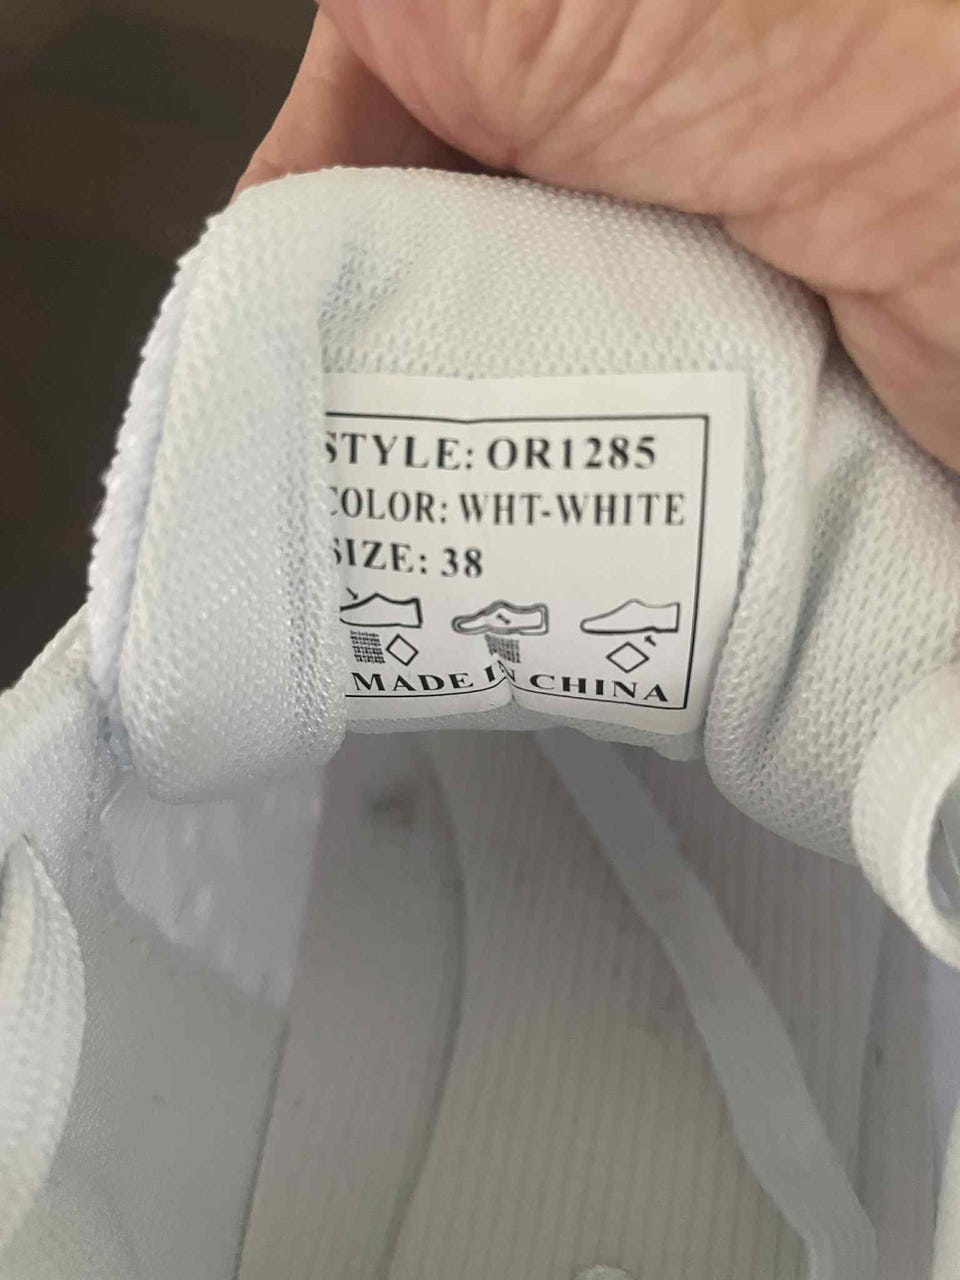 STYLE: OR1285
COLOR: WHT-WHITE
SIZE: 38
MADE IN CHINA